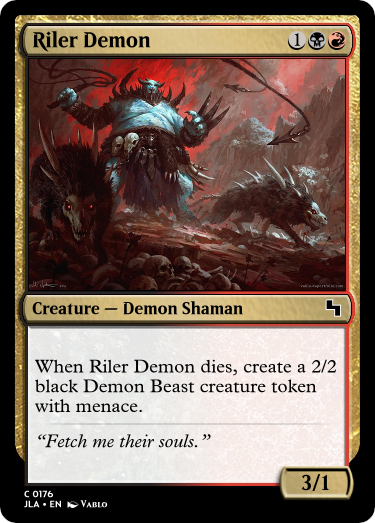 Riler Demon 1
Creature — Demon Shaman
When Riler Demon dies, create a 2/2
black Demon Beast creature token
with menace.
“Fetch me their souls.”
3/1
C 0176
JLA • EN Vablo